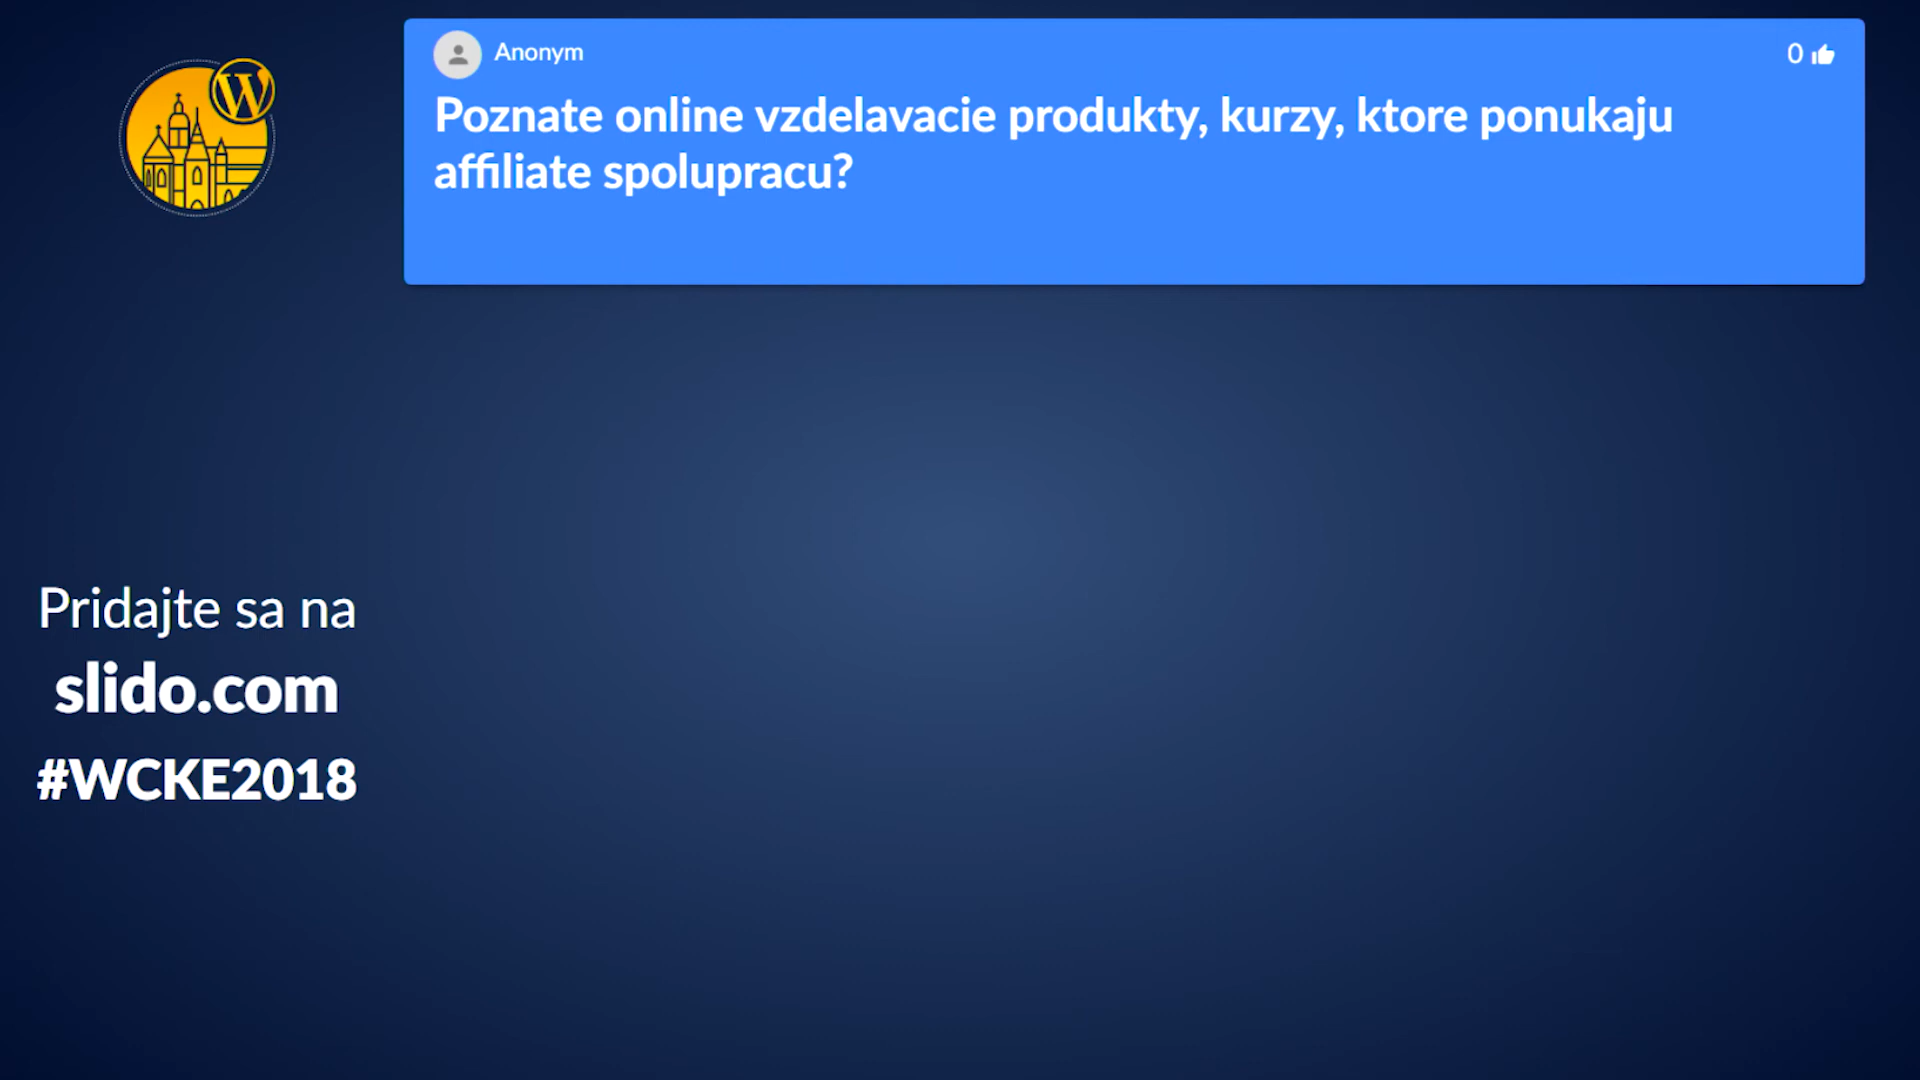 W
Anonym
0
Poznate online vzdelavacie produkty, kurzy, ktore ponukaju
affiliate spolupracu?
Pridajte sa na
slido.com
#WCKE2018